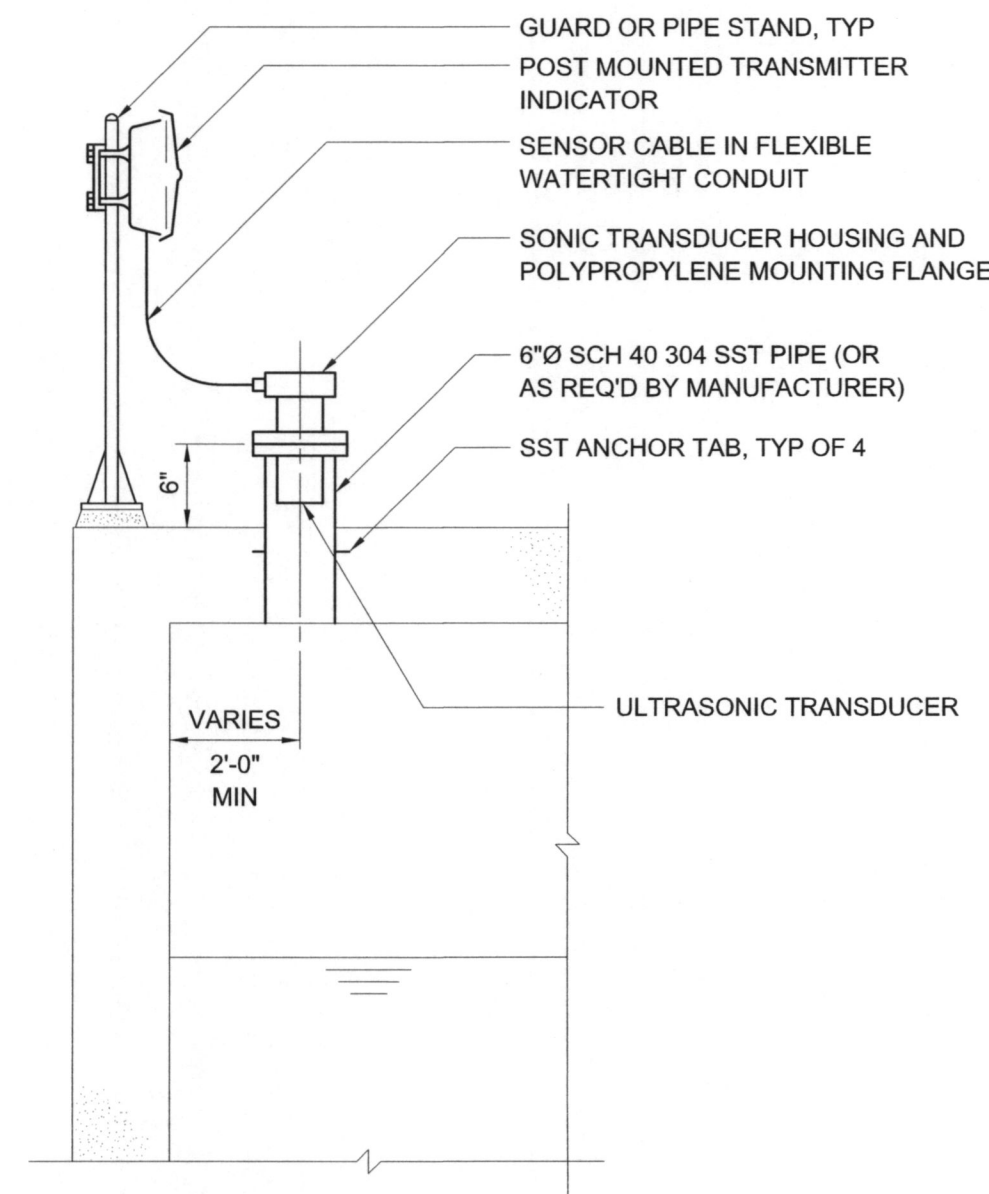 GUARD OR PIPE STAND, TYP
POST MOUNTED TRANSMITTER
INDICATOR
SENSOR CABLE IN FLEXIBLE
WATERTIGHT CONDUIT
SONIC TRANSDUCER HOUSING AND
POLYPROPYLENE MOUNTING FLANGE
6"Ø SCH 40 304 SST PIPE (OR
AS REQ'D BY MANUFACTURER)
SST ANCHOR TAB, TYP OF 4
6"
ULTRASONIC TRANSDUCER
VARIES
2'-0"
MIN